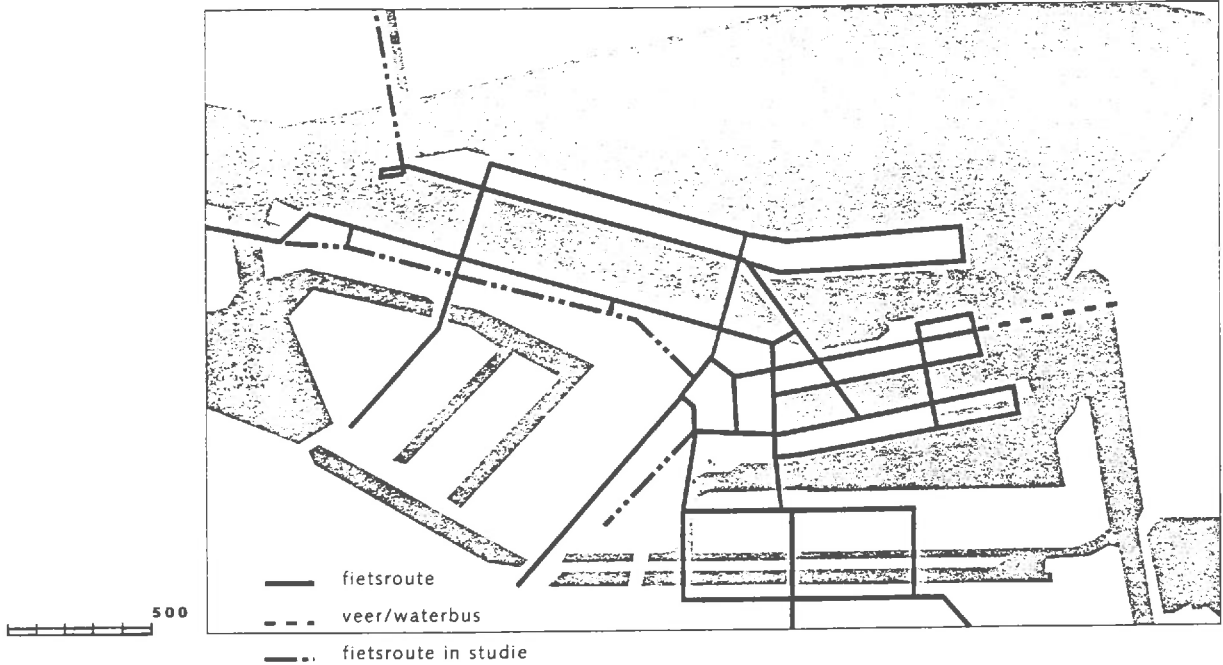 fietsroute
500
veer/waterbus
fietsroute in studie